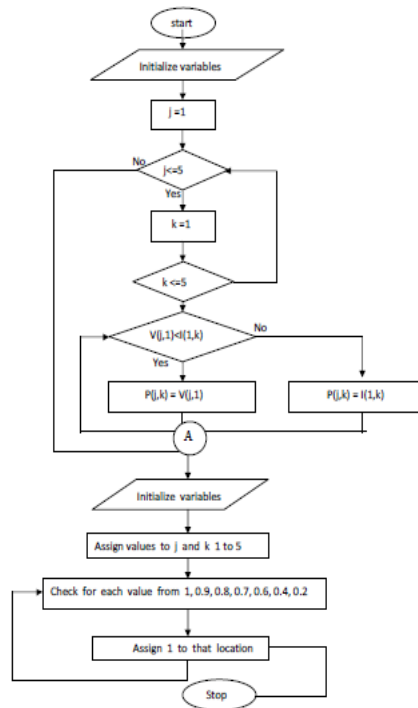 start
Initialize variables
j =1
No
j<=5
Yes
k =1
k <=5
V(j,1)<I(1,k)
No
Yes
P(j,k) = V(j,1)
P(j,k) = I(1,k)
A
Initialize variables
Assign values to j and k 1 to 5
Check for each value from 1, 0.9, 0.8, 0.7, 0.6, 0.4, 0.2
Assign 1 to that location
Stop